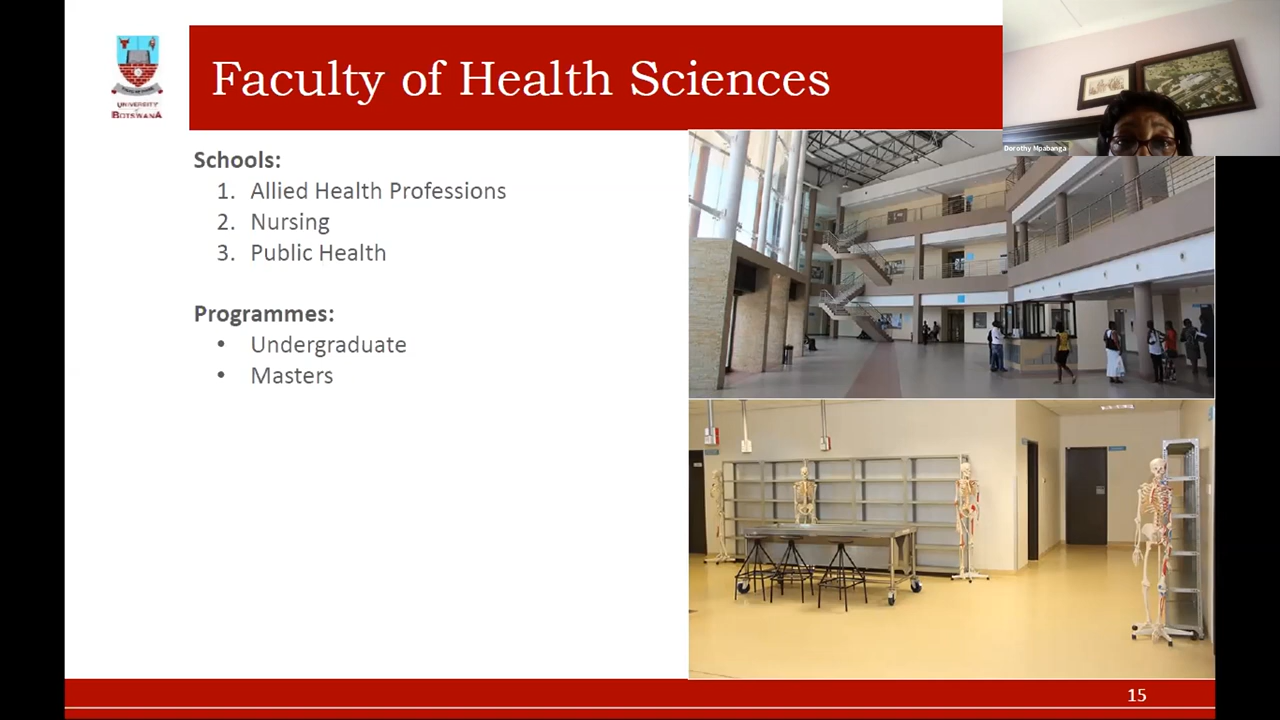 Faculty of Health Sciences
UNIVERSITY
of
BOTSWANA
Dorothy Mpabanga
Schools:
1. Allied Health Professions
2. Nursing
3. Public Health
Programmes:
• Undergraduate
• Masters
15